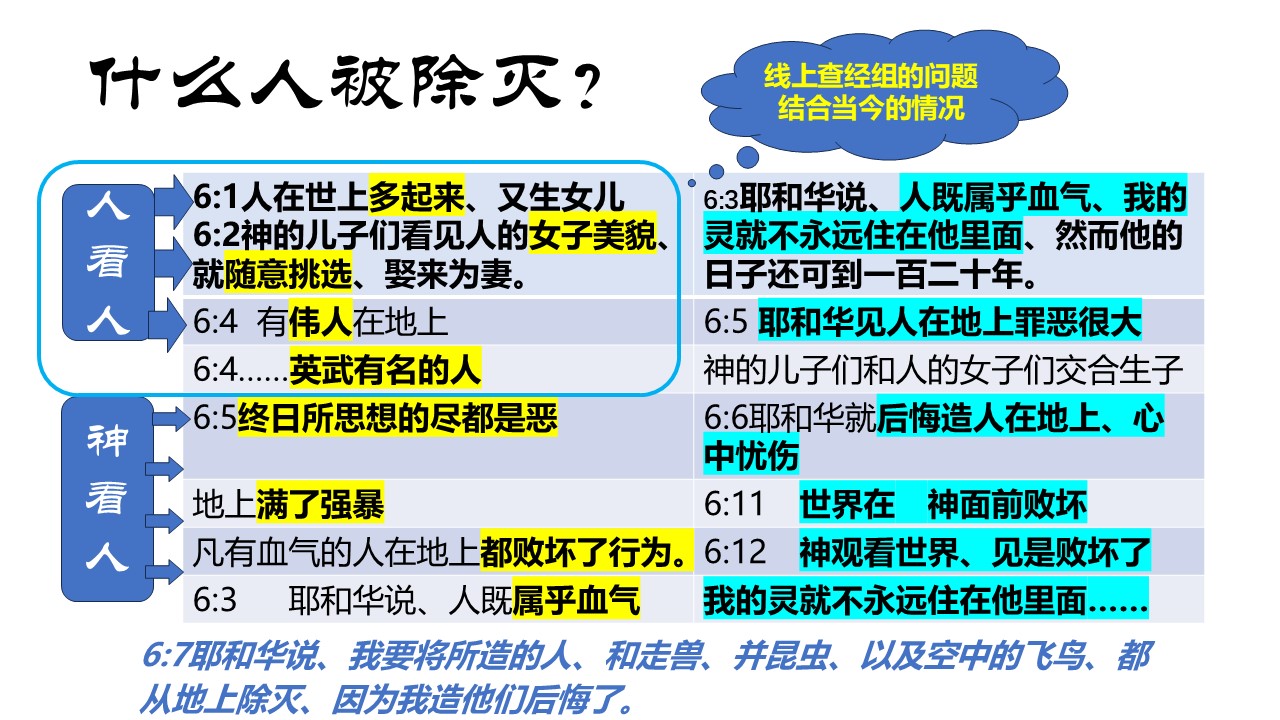 什么人被除灭?
线上查经组的问题
结合当今的情况
人
看
人
6:1人在世上多起来、又生女儿
6:2神的儿子们看见人的女子美貌、
就随意挑选、娶来为妻。
6:3耶和华说、人既属乎血气、我的
灵就不永远住在他里面、然而他的
日子还可到一百二十年。
6:4 有伟人在地上
6:5 耶和华见人在地上罪恶很大
6:4……英武有名的人
神的儿子们和人的女子们交合生子
神
看
人
6:5终日所思想的尽都是恶
6:6耶和华就后悔造人在地上、心
中忧伤
地上满了强暴
6:11 世界在 神面前败坏
凡有血气的人在地上都败坏了行为。
6:12 神观看世界、见是败坏了
6:3 耶和华说、人既属乎血气
我的灵就不永远住在他里面……
6:7耶和华说、我要将所造的人、和走兽、并昆虫、以及空中的飞鸟、都
从地上除灭、因为我造他们后悔了。